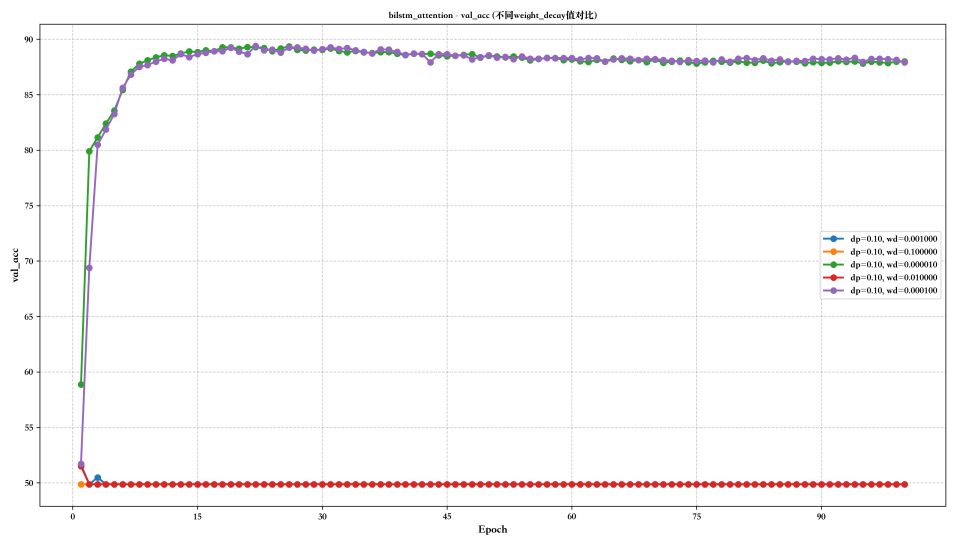 bilstm_attention - val_acc (不同weight_decay值对比)
90
85
80
75
70
65
60
55
50
val_acc
dp=0.10, wd=0.001000
dp=0.10, wd=0.100000
dp=0.10, wd=0.000010
dp=0.10, wd=0.010000
dp=0.10, wd=0.000100
0 15 30 45 60 75 90
Epoch